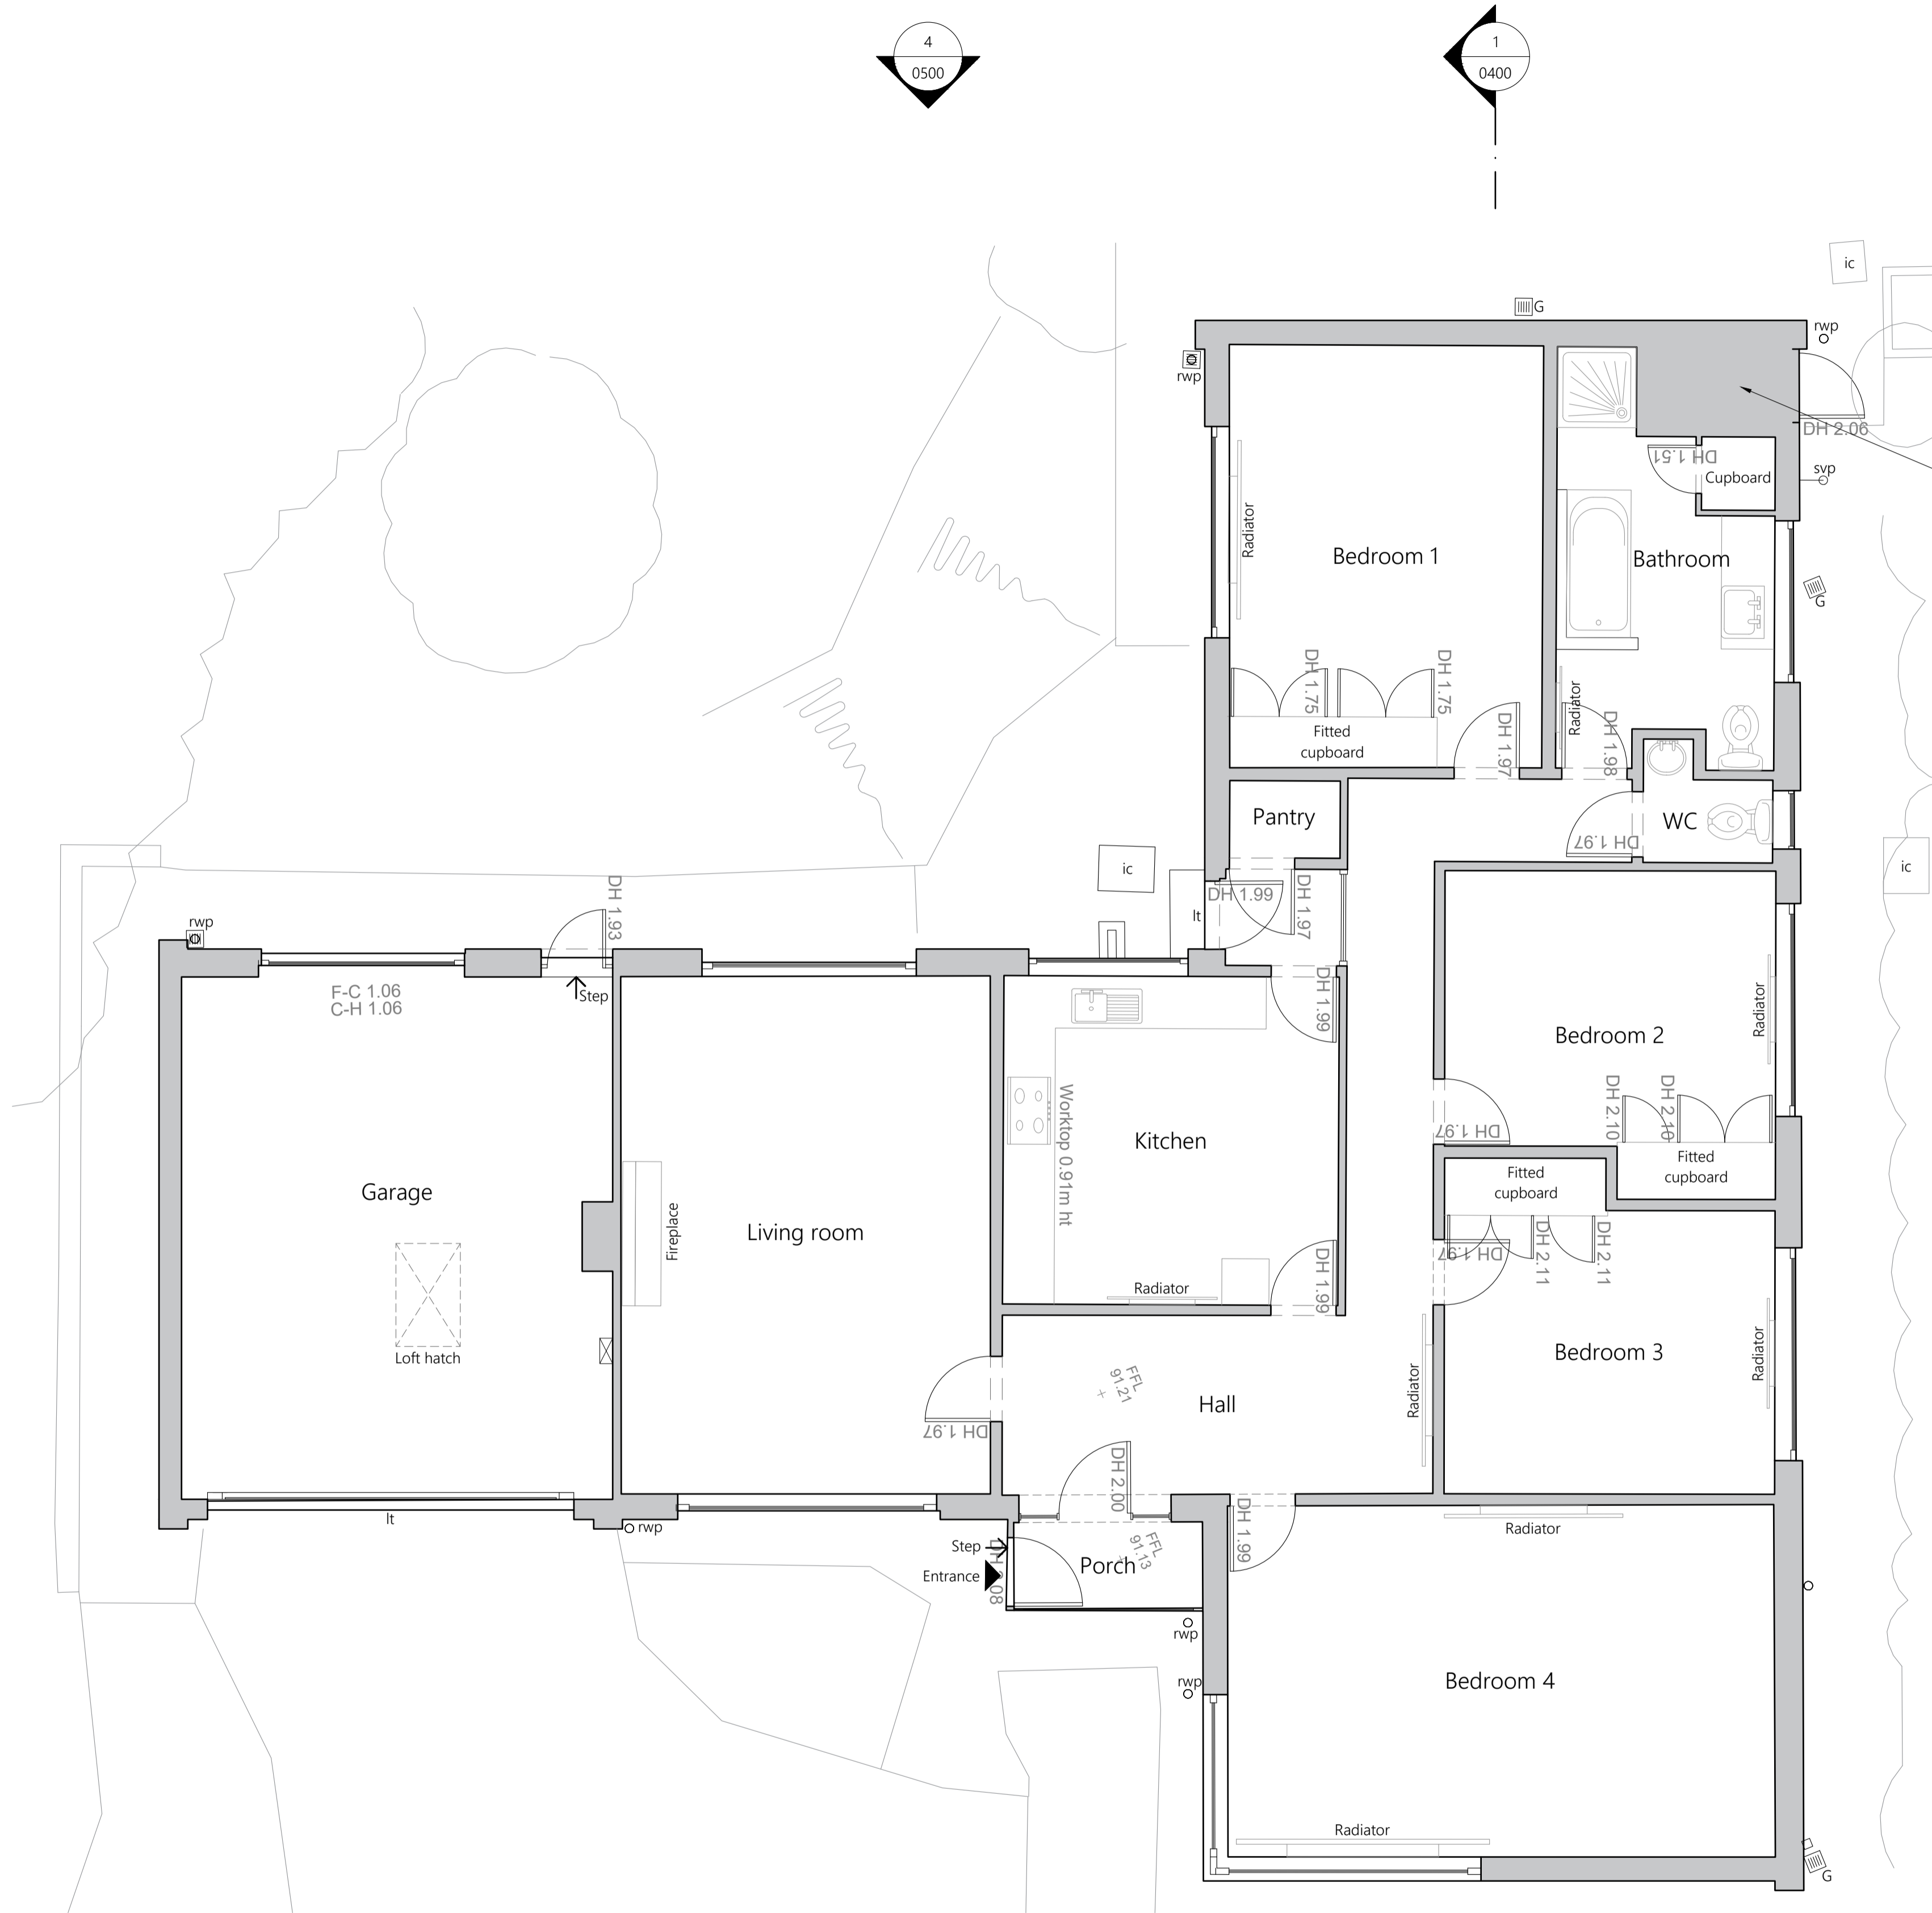 4
0500
1
0400
ic
G
rwp
rwp
DH 2.06
DH 1.51
Cupboard
svp
Radiator
Bedroom 1
Bathroom
G
DH 1.75
DH 1.75
Radiator
Fitted
cupboard
DH 1.97
DH 1.98
Pantry
WC
DH 1.97
ic
ic
DH 1.99
DH 1.97
lt
rwp
DH 1.93
F-C 1.06
C-H 1.06
Step
DH 1.99
Radiator
Bedroom 2
Worktop 0.91m ht
DH 2.10
DH 2.10
Kitchen
DH 1.97
Fitted
cupboard
Fitted
cupboard
Garage
Living room
Fireplace
DH 1.97
DH 2.11
DH 2.11
DH 1.99
Radiator
Loft hatch
Bedroom 3
Radiator
Radiator
FFL
91.21
Hall
DH 1.97
DH 2.00
lt
rwp
DH 1.99
Radiator
Step
FFL
91.13
Porch
Entrance
DH 2.08
rwp
rwp
Bedroom 4
Radiator
G